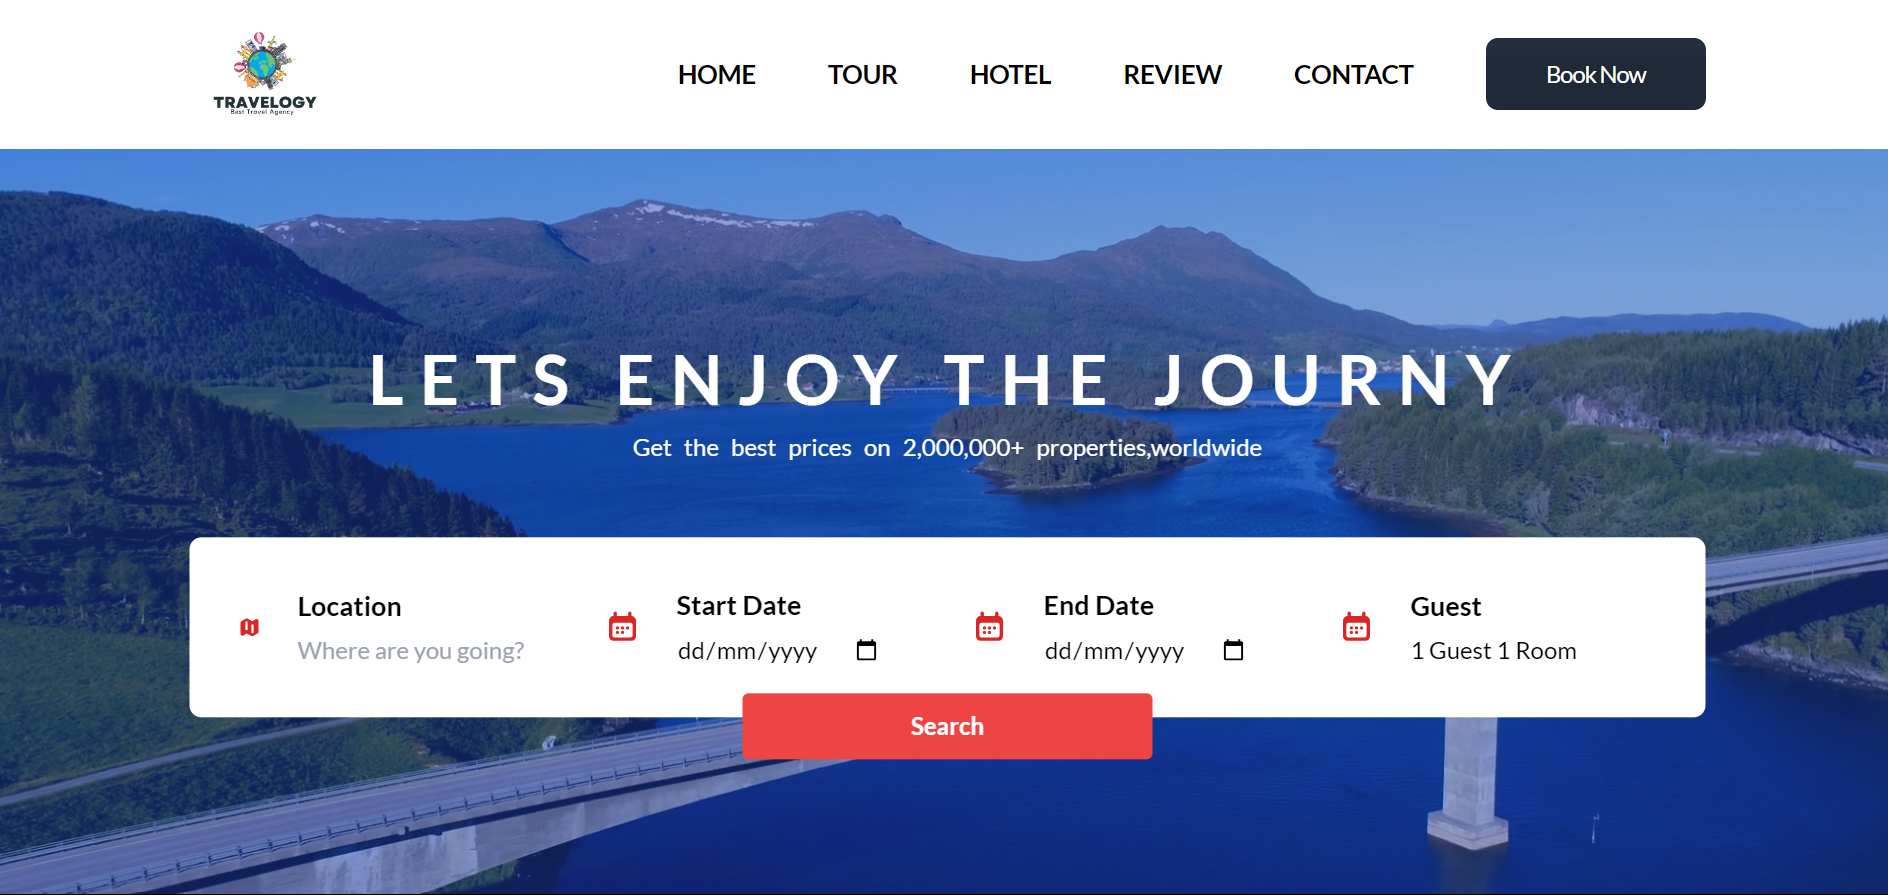 TRAVELOGY
Best Travel Agency
HOME TOUR HOTEL REVIEW CONTACT Book Now
LETS ENJOY THE JOURNY
Get the best prices on 2,000,000+ properties,worldwide
Location Start Date End Date Guest
Where are you going? dd/mm/yyyy dd/mm/yyyy 1 Guest 1 Room
Search